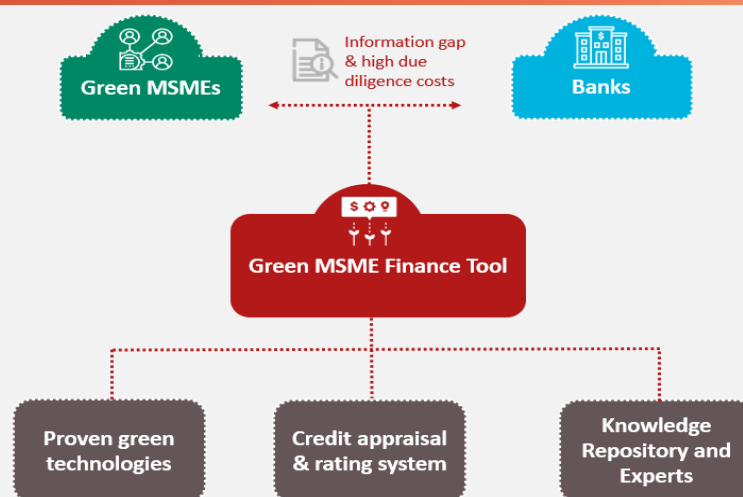 Green MSMEs
Information gap
& high due
diligence costs
Banks
$
$
Green MSME Finance Tool
Proven green
technologies
Credit appraisal
& rating system
Knowledge
Repository and
Experts